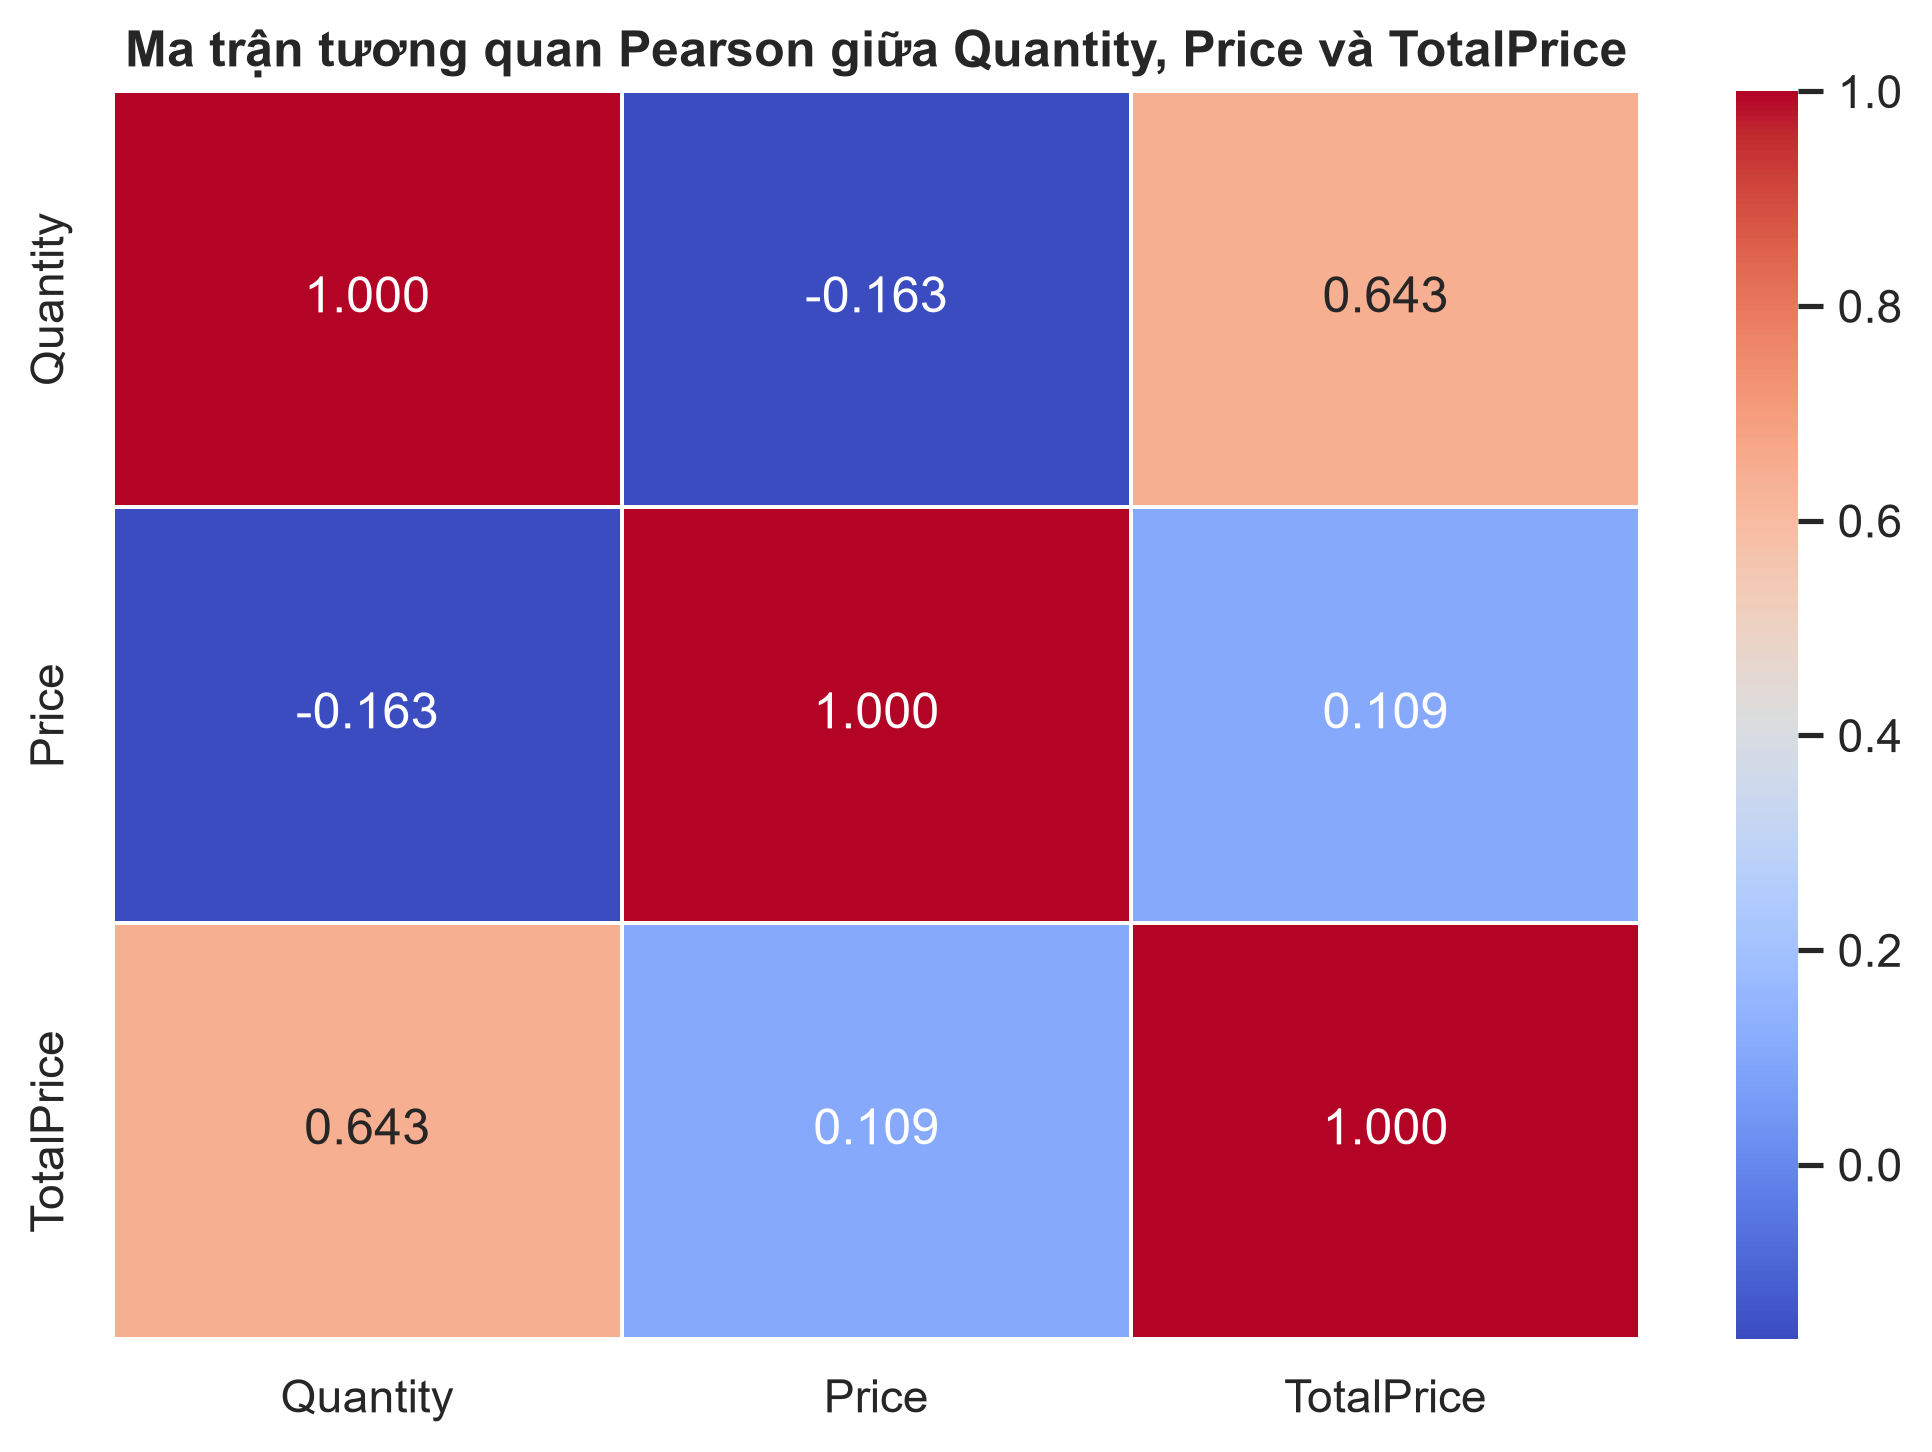 Ma trận tương quan Pearson giữa Quantity, Price và TotalPrice
Quantity
1.000
-0.163
0.643
Price
-0.163
1.000
0.109
TotalPrice
0.643
0.109
1.000
Quantity
Price
TotalPrice
1.0
0.8
0.6
0.4
0.2
0.0